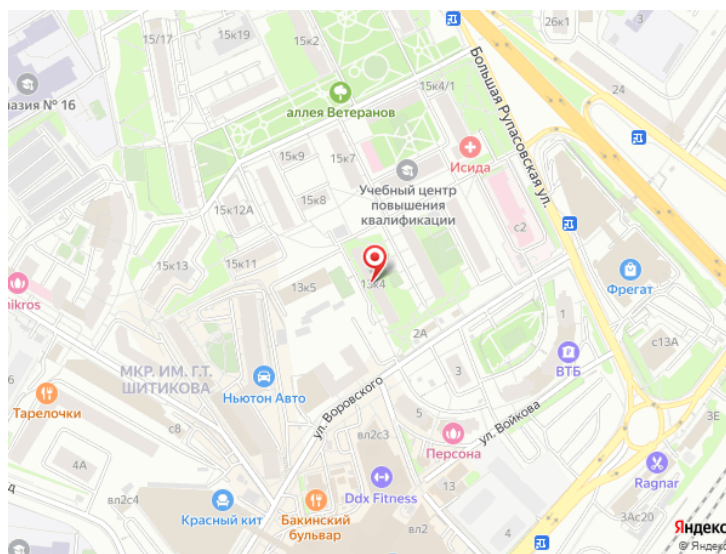 15к2
26к1
3
15/17
15к19
24
15к4/1
азия № 16
аллея Ветеранов
Большая Рупасовская ул.
15к9
15к7
Исида
Учебный центр
повышения
квалификации
15к8
15к12А
с2
15к13
15к11
13к4
Фрегат
nikros
13к5
2А
1
с13А
МКР. ИМ. Г.Т.
ШИТИКОВА
Ньютон Авто
ВТБ
3
Тарелочки
ул. Воровского
5
ул. Войкова
3Е
с8
вл2с3
Персона
4А
Ragnar
д
вл2с4
Ddx Fitness
13
Красный кит
Бакинский
бульвар
вл2
4
3Ас20
Яндекс
© Яндекс